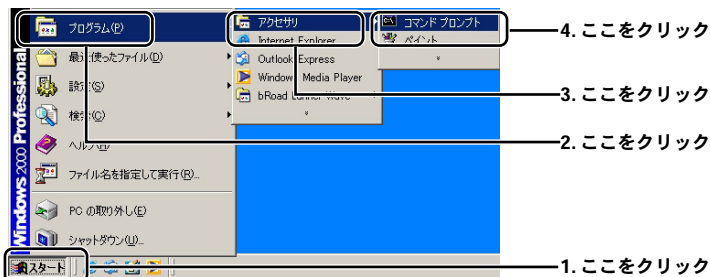 Windows 2000 Professional
プログラム(P)
最近使ったファイル(D)
設定(S)
検索(C)
ヘルプ(H)
ファイル名を指定して実行(R)...
PC の取り外し(E)
シャットダウン(U)...
スタート
アクセサリ
Internet Explorer
Outlook Express
Windows Media Player
bRoad Lanner Wave
コマンド プロンプト
ペイント
4. ここをクリック
3. ここをクリック
2. ここをクリック
1. ここをクリック